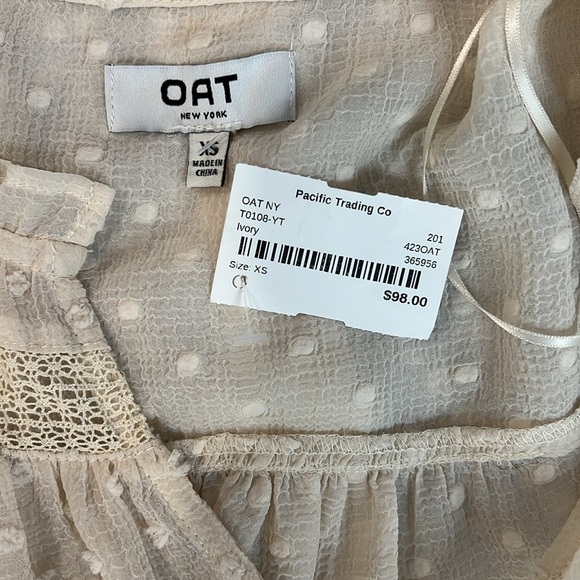 OAT
NEW YORK
XS
MADE IN
CHINA
Pacific Trading Co
OAT NY
T0108-YT
Ivory
201
423OAT
365956
Size: XS
$98.00